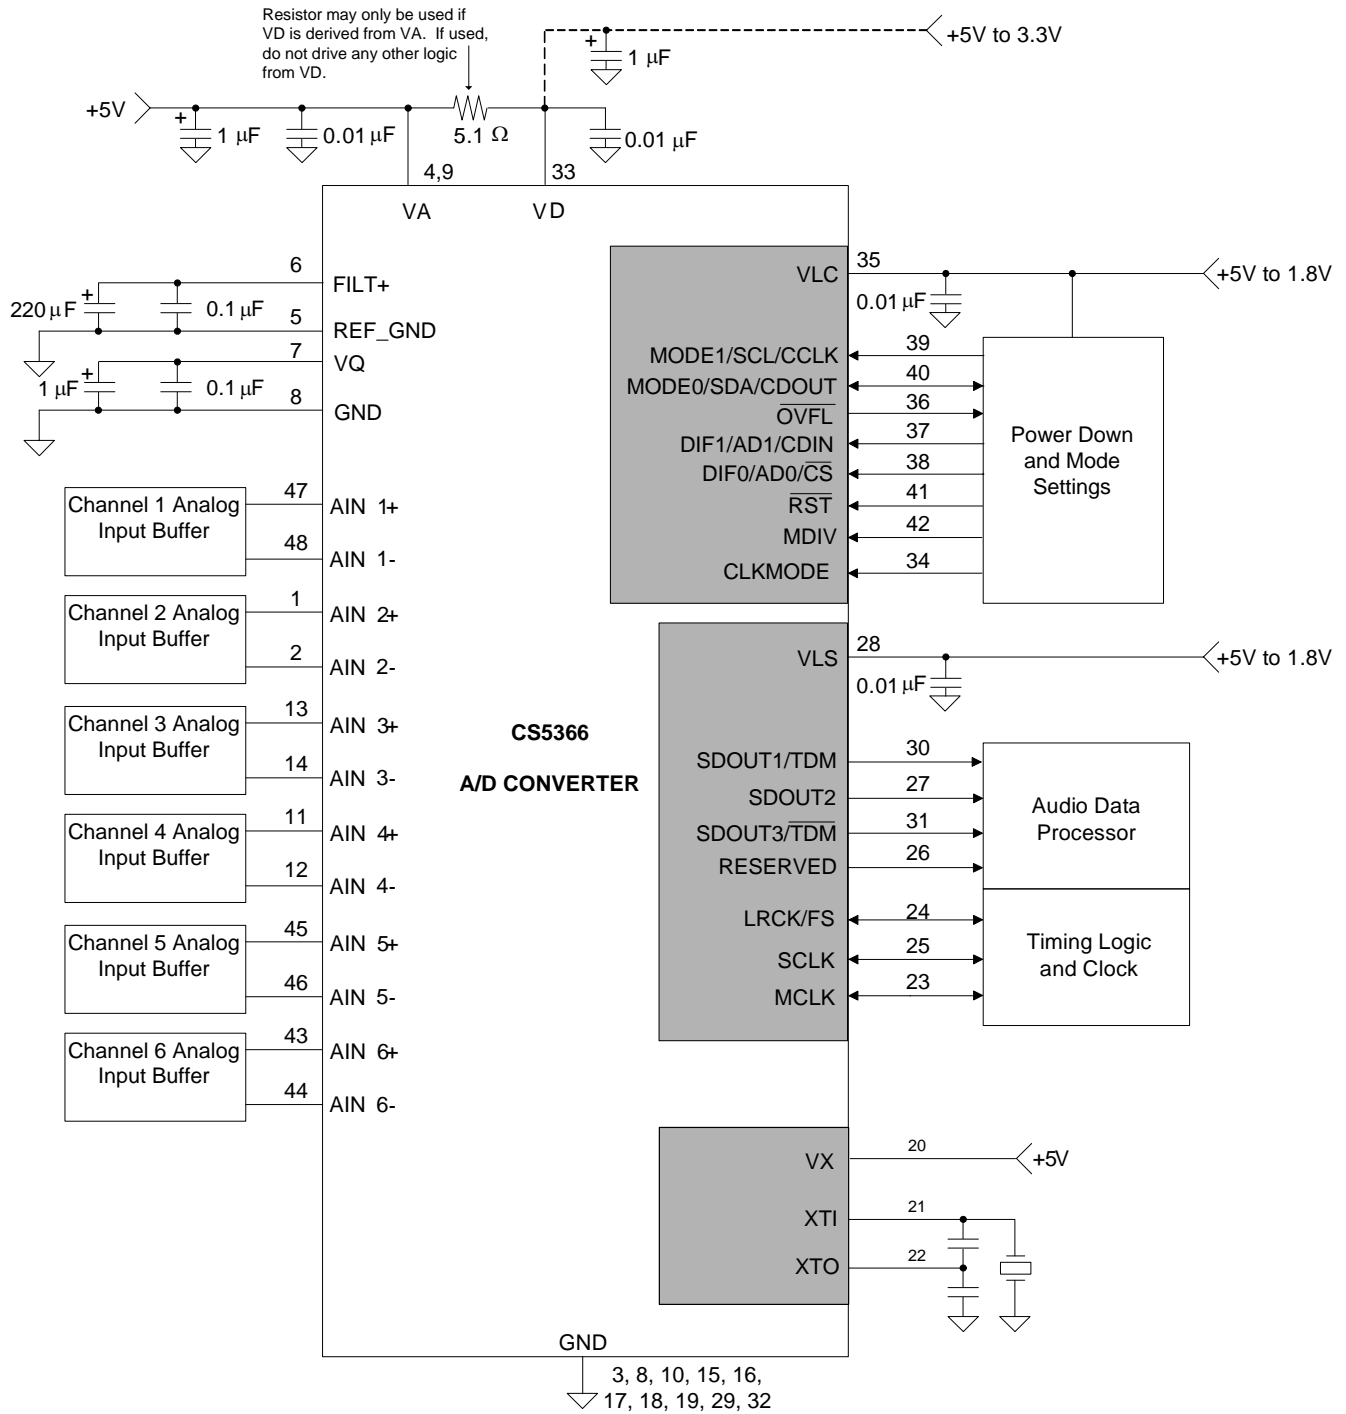 Resistor may only be used if
VD is derived from VA. If used,
do not drive any other logic
from VD.
+5V to 3.3V
1 µF
+
+5V
+
1 µF
0.01 µF
5.1 Ω
0.01 µF
4,9
33
VA
VD
6
FILT+
220 µF
+
0.1 µF
5
REF_GND
7
VQ
1 µF
+
0.1 µF
8
GND
Channel 1 Analog
Input Buffer
47
AIN 1+
48
AIN 1-
Channel 2 Analog
Input Buffer
1
AIN 2+
2
AIN 2-
Channel 3 Analog
Input Buffer
13
AIN 3+
14
AIN 3-
Channel 4 Analog
Input Buffer
11
AIN 4+
12
AIN 4-
Channel 5 Analog
Input Buffer
45
AIN 5+
46
AIN 5-
Channel 6 Analog
Input Buffer
43
AIN 6+
44
AIN 6-
CS5366
A/D CONVERTER
VLC
35
0.01 µF
+5V to 1.8V
MODE1/SCL/CCLK
39
MODE0/SDA/CDOUT
40
OVFL
36
DIF1/AD1/CDIN
37
DIF0/AD0/CS
38
RST
41
MDIV
42
CLKMODE
34
Power Down
and Mode
Settings
VLS
28
0.01 µF
+5V to 1.8V
SDOUT1/TDM
30
SDOUT2
27
SDOUT3/TDM
31
RESERVED
26
Audio Data
Processor
LRCK/FS
24
SCLK
25
MCLK
23
Timing Logic
and Clock
VX
20
+5V
XTI
21
XTO
22
GND
3, 8, 10, 15, 16,
17, 18, 19, 29, 32